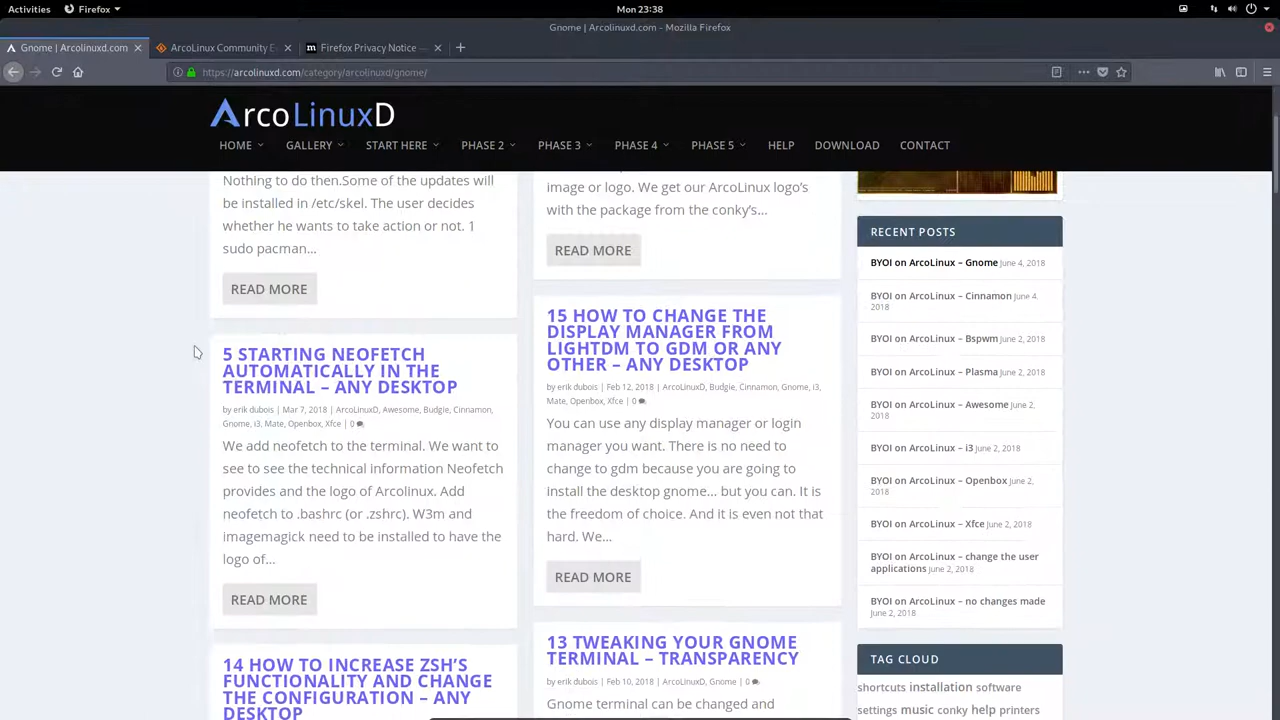 Activities
Firefox
Mon 23:38
Gnome | Arcolinuxd.com - Mozilla Firefox
Gnome | Arcolinuxd.com
ArcoLinux Community E
Firefox Privacy Notice —
https://arcolinuxd.com/category/arcolinuxd/gnome/
ArcoLinuxD
HOME
GALLERY
START HERE
PHASE 2
PHASE 3
PHASE 4
PHASE 5
HELP
DOWNLOAD
CONTACT
Nothing to do then.Some of the updates will
be installed in /etc/skel. The user decides
whether he wants to take action or not. 1
sudo pacman...
READ MORE
5 STARTING NEOFETCH
AUTOMATICALLY IN THE
TERMINAL – ANY DESKTOP
by erik dubois | Mar 7, 2018 | ArcoLinuxD, Awesome, Budgie, Cinnamon,
Gnome, i3, Mate, Openbox, Xfce | 0
We add neofetch to the terminal. We want to
see to see the technical information Neofetch
provides and the logo of Arcolinux. Add
neofetch to .bashrc (or .zshrc). W3m and
imagemagick need to be installed to have the
logo of...
READ MORE
14 HOW TO INCREASE ZSH'S
FUNCTIONALITY AND CHANGE
THE CONFIGURATION – ANY
DESKTOP
image or logo. We get our ArcoLinux logo's
with the package from the conky's...
READ MORE
15 HOW TO CHANGE THE
DISPLAY MANAGER FROM
LIGHTDM TO GDM OR ANY
OTHER – ANY DESKTOP
by erik dubois | Feb 12, 2018 | ArcoLinuxD, Budgie, Cinnamon, Gnome, i3,
Mate, Openbox, Xfce | 0
You can use any display manager or login
manager you want. There is no need to
change to gdm because you are going to
install the desktop gnome... but you can. It is
the freedom of choice. And it is even not that
hard. We...
READ MORE
13 TWEAKING YOUR GNOME
TERMINAL – TRANSPARENCY
by erik dubois | Feb 10, 2018 | ArcoLinuxD, Gnome | 0
Gnome terminal can be changed and
RECENT POSTS
BYOI on ArcoLinux – Gnome June 4, 2018
BYOI on ArcoLinux – Cinnamon June 4,
2018
BYOI on ArcoLinux – Bspwm June 2, 2018
BYOI on ArcoLinux – Plasma June 2, 2018
BYOI on ArcoLinux – Awesome June 2,
2018
BYOI on ArcoLinux – i3 June 2, 2018
BYOI on ArcoLinux – Openbox June 2,
2018
BYOI on ArcoLinux – Xfce June 2, 2018
BYOI on ArcoLinux – change the user
applications June 2, 2018
BYOI on ArcoLinux – no changes made
June 2, 2018
TAG CLOUD
shortcuts installation software
settings music conky help printers